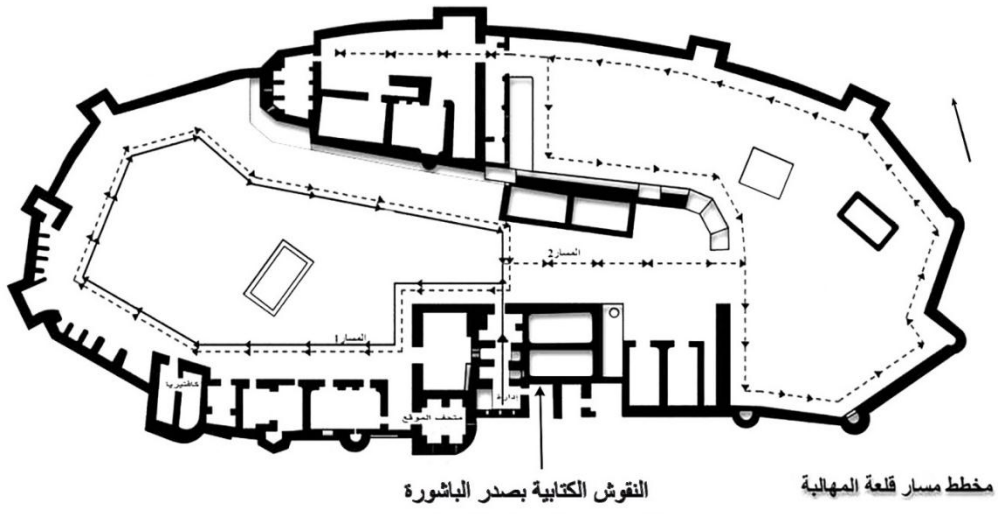 المسار2
المسار1
كافتيريا
إدارة
متحف الموقع
النقوش الكتابية بصدر الباشورة
مخطط مسار قلعة المهالبة